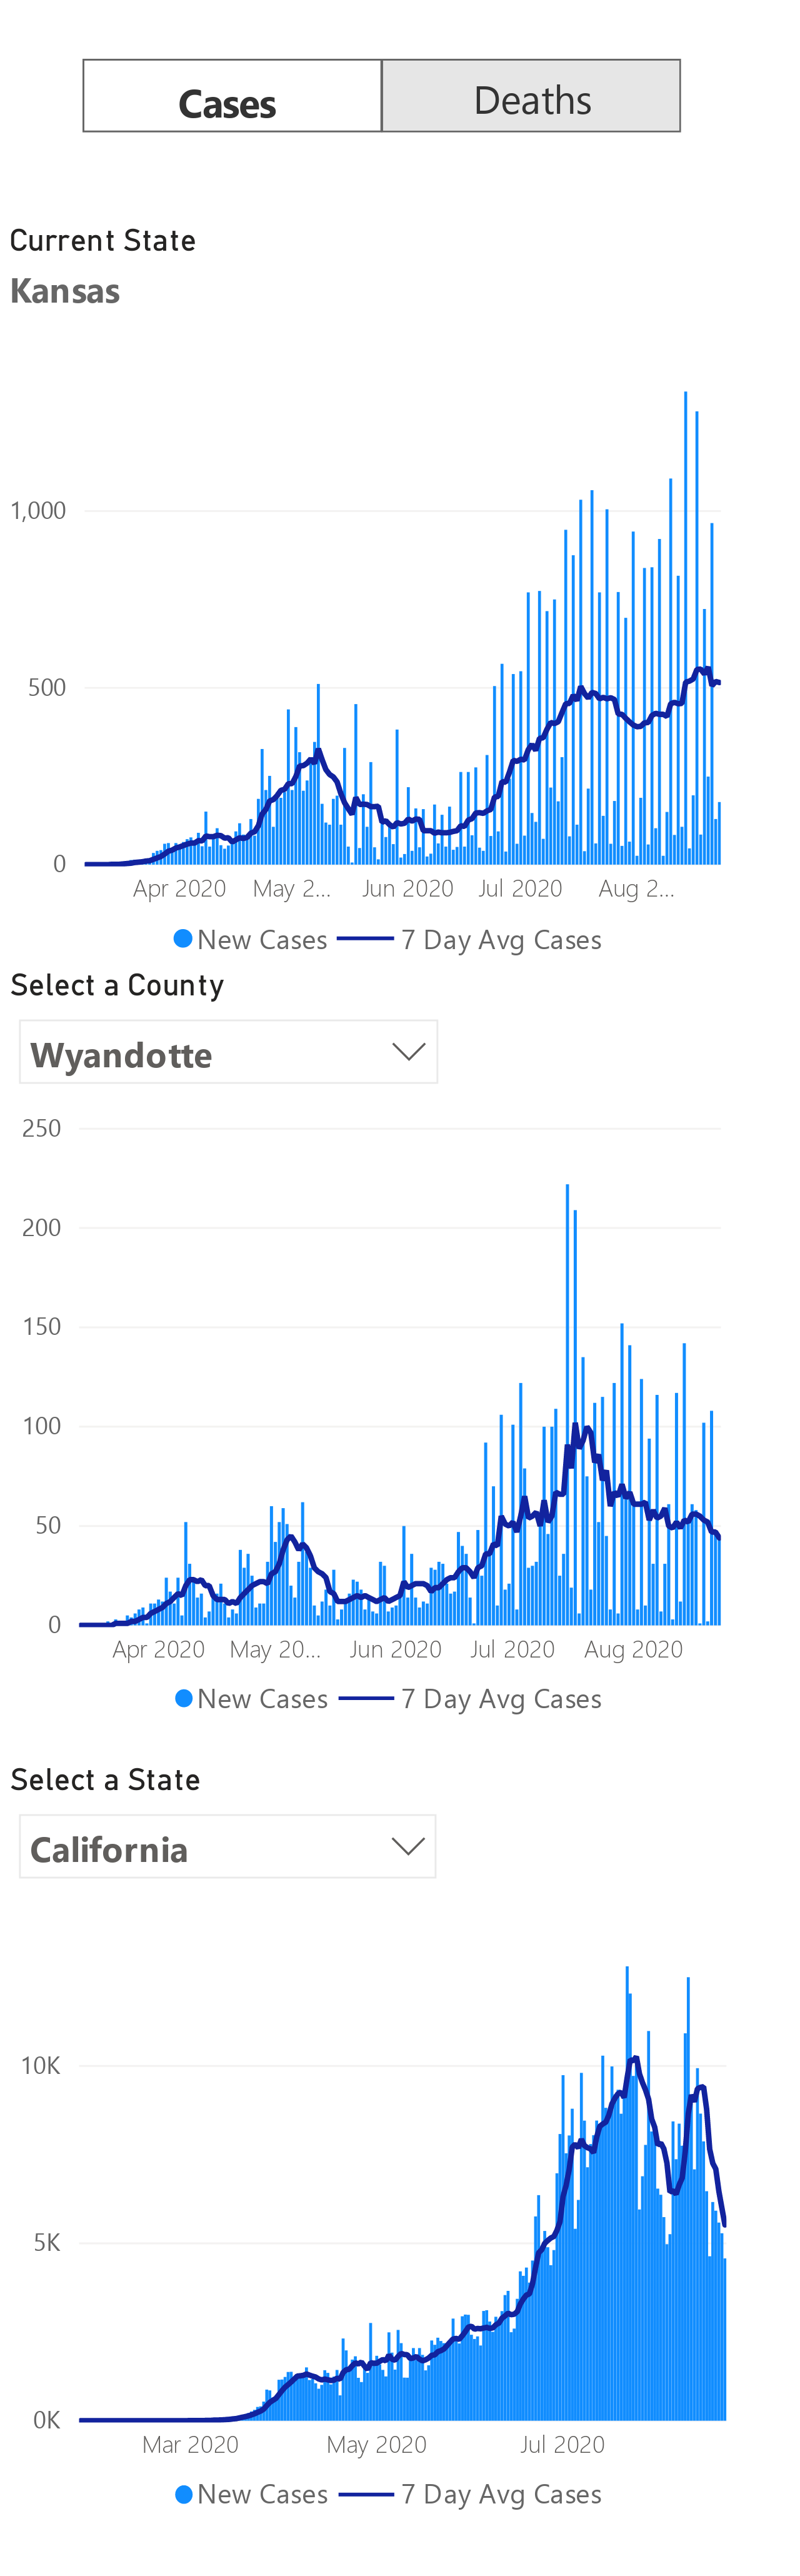 Cases Deaths
Current State
Kansas
1,000
500
0
Apr 2020 May 2... Jun 2020 Jul 2020 Aug 2...
New Cases 7 Day Avg Cases
Select a County
Wyandotte
250
200
150
100
50
0
Apr 2020 May 20... Jun 2020 Jul 2020 Aug 2020
New Cases 7 Day Avg Cases
Select a State
California
10K
5K
0K
Mar 2020 May 2020 Jul 2020
New Cases 7 Day Avg Cases